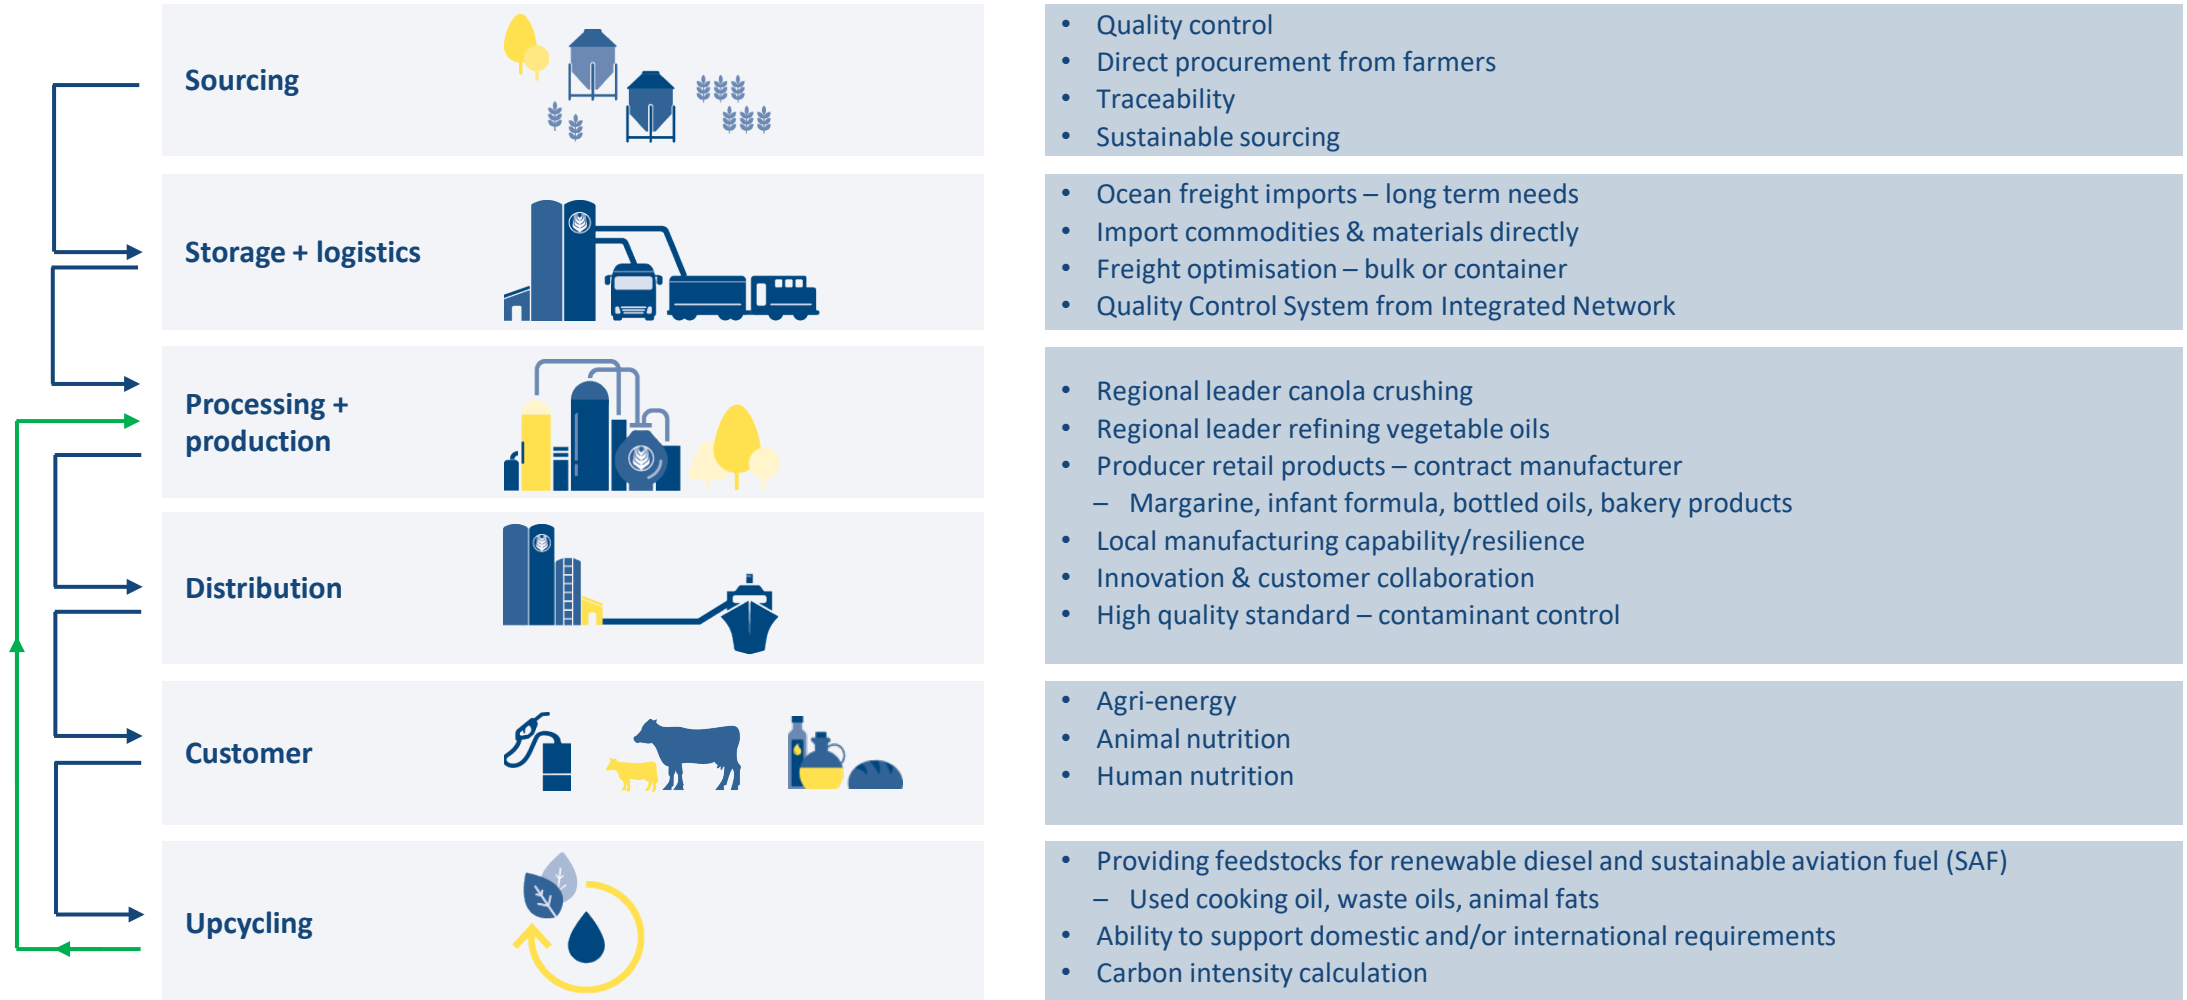 Sourcing
• Quality control
• Direct procurement from farmers
• Traceability
• Sustainable sourcing
Storage + logistics
• Ocean freight imports – long term needs
• Import commodities & materials directly
• Freight optimisation – bulk or container
• Quality Control System from Integrated Network
Processing +
production
Distribution
• Regional leader canola crushing
• Regional leader refining vegetable oils
• Producer retail products – contract manufacturer
– Margarine, infant formula, bottled oils, bakery products
• Local manufacturing capability/resilience
• Innovation & customer collaboration
• High quality standard – contaminant control
Customer
• Agri-energy
• Animal nutrition
• Human nutrition
Upcycling
• Providing feedstocks for renewable diesel and sustainable aviation fuel (SAF)
– Used cooking oil, waste oils, animal fats
• Ability to support domestic and/or international requirements
• Carbon intensity calculation